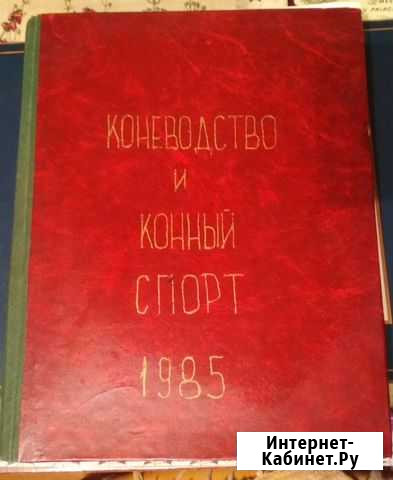 КОНЕВОДСТВО
И
КОННЫЙ
СПОРТ
1985
Интернет-
Кабинет.Ру